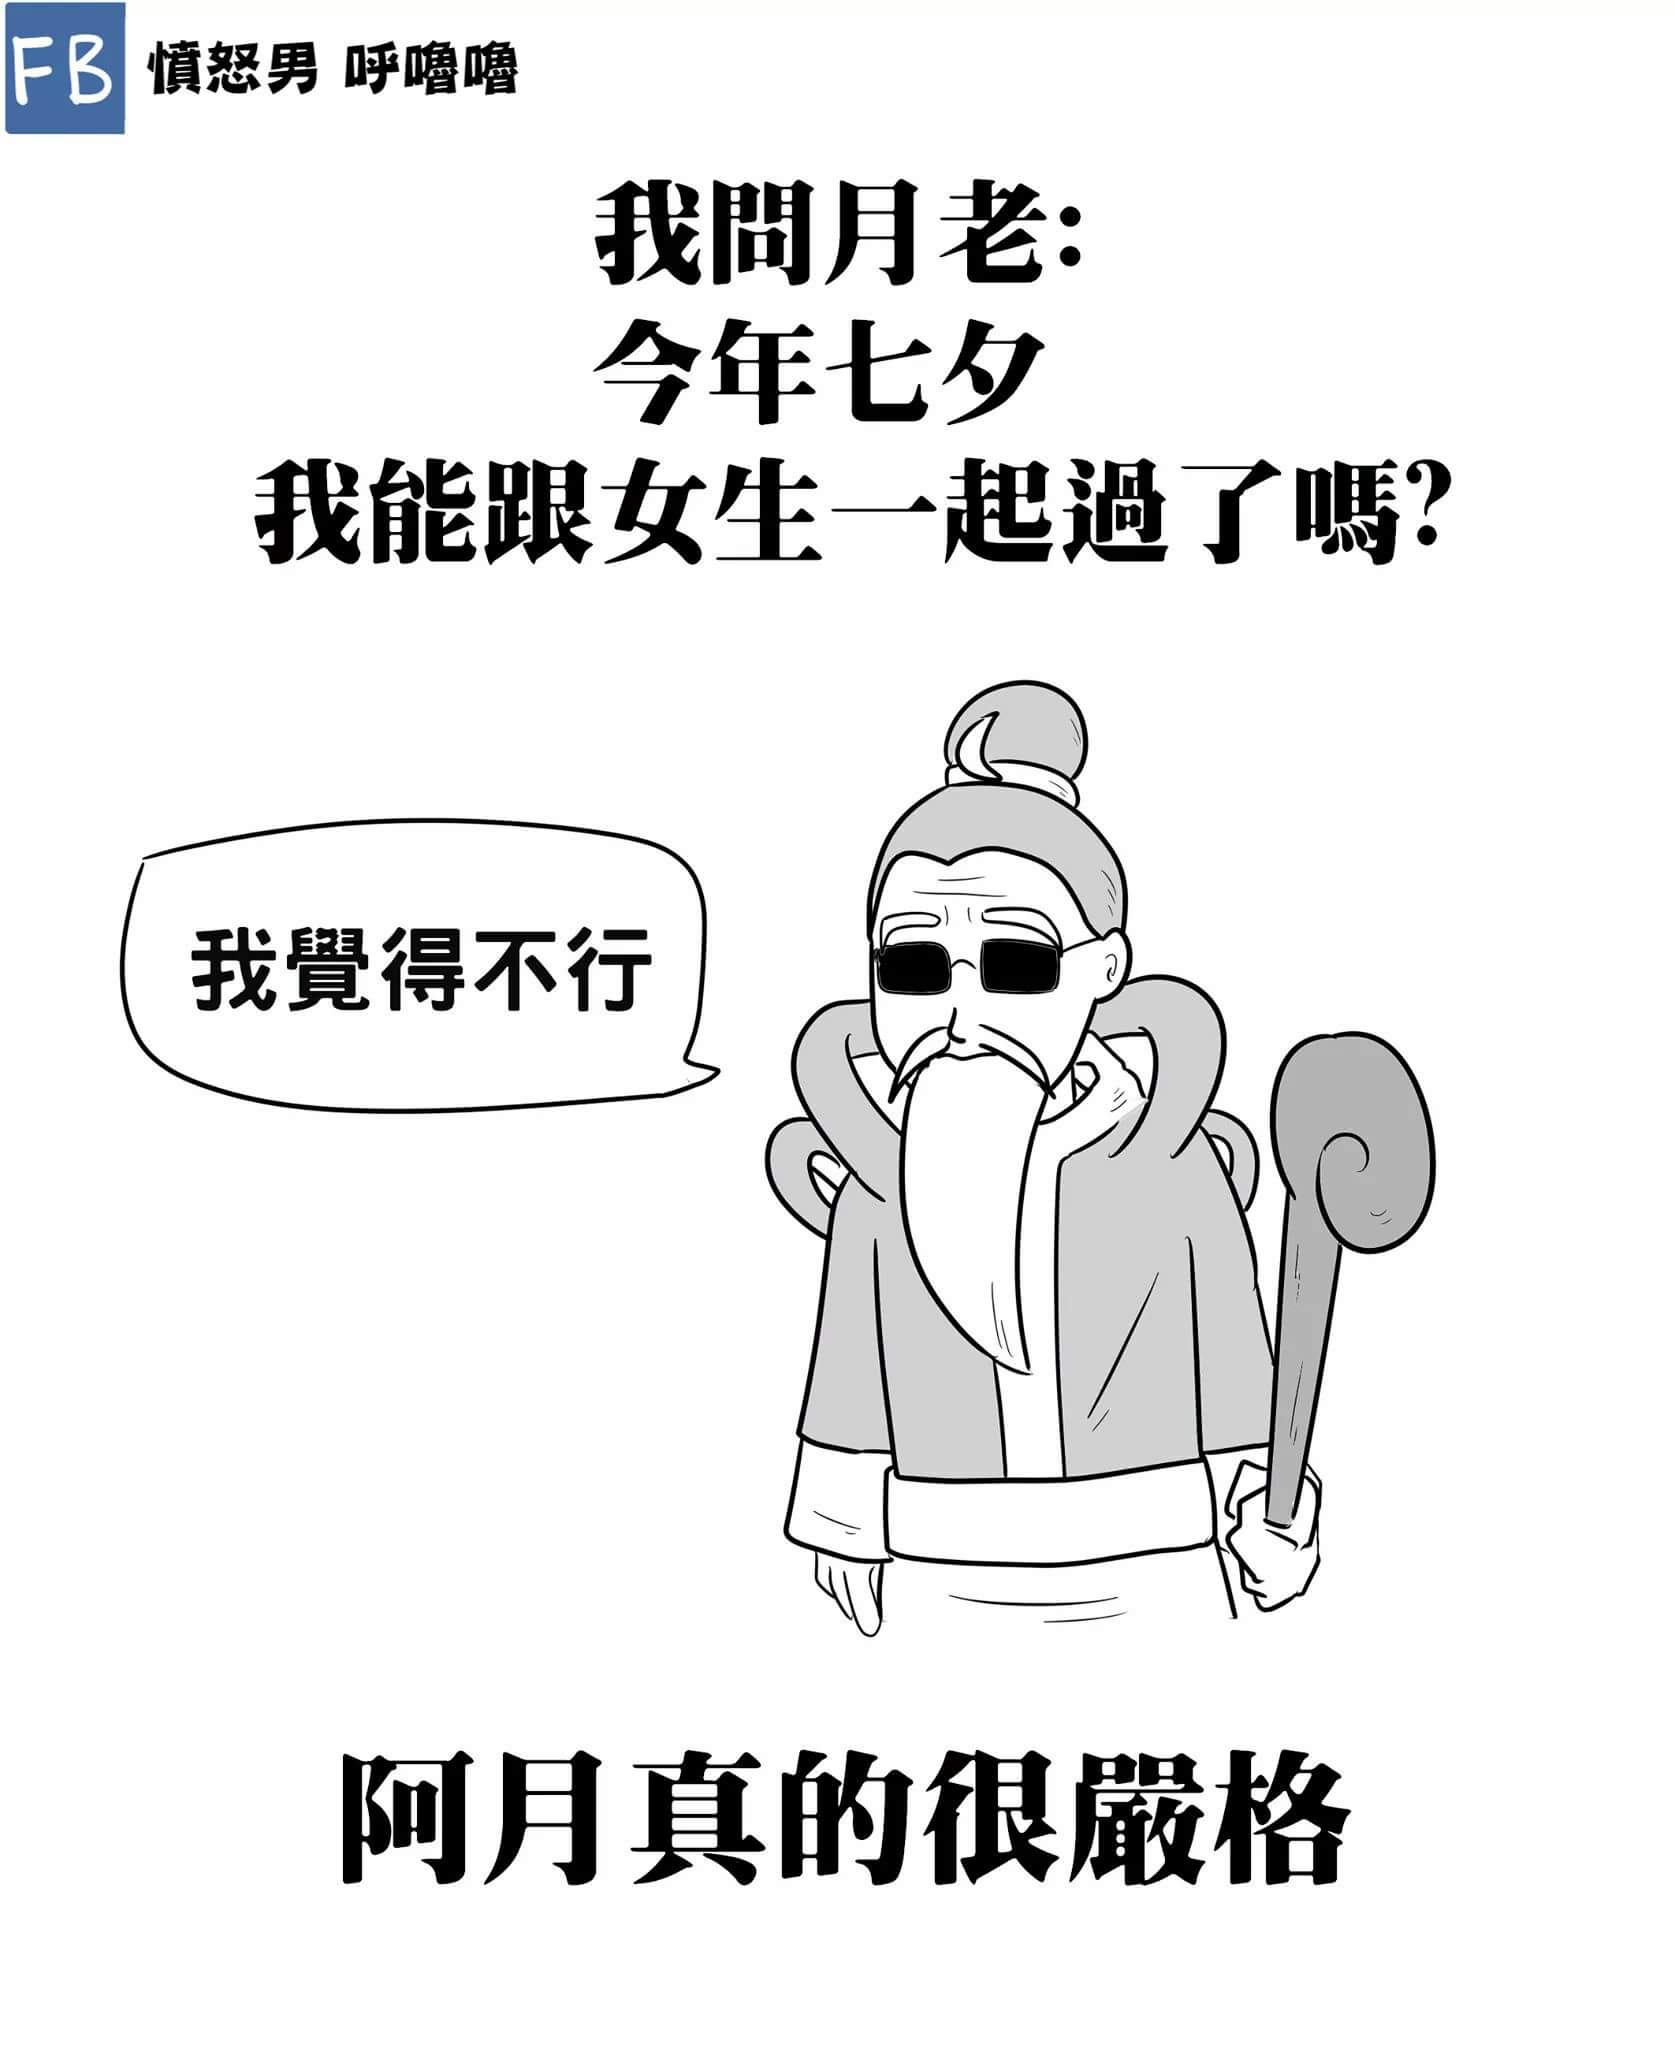 FB 憤怒男 呼嚕嚕
我問月老:
今年七夕
我能跟女生一起過了嗎?
我覺得不行
阿月真的很嚴格